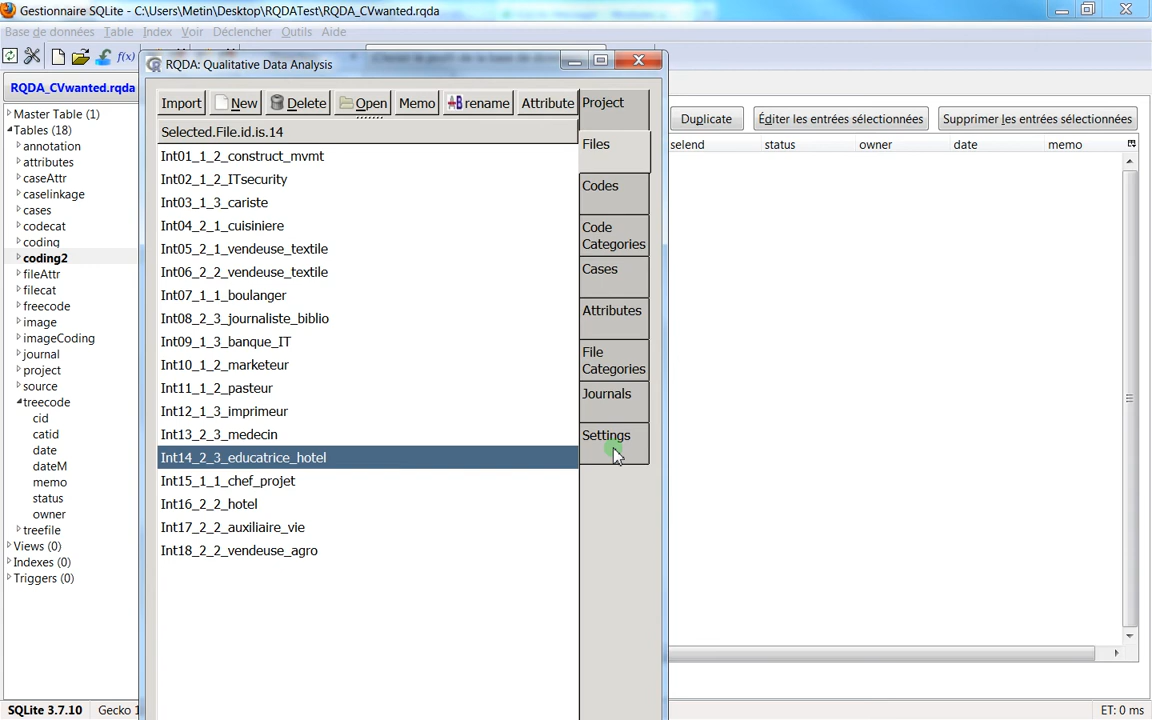 Gestionnaire SQLite - C:\Users\Metin\Desktop\RQDATest\RQDA_CVwanted.rqda
Base de données Table Index Voir Déclencher Outils Aide
f(x)
RQDA: Qualitative Data Analysis
RQDA_CVwanted.rqda
Master Table (1)
Tables (18)
annotation
attributes
caseAttr
caselinkage
cases
codecat
coding
coding2
fileAttr
filecat
freecode
image
imageCoding
journal
project
source
treecode
cid
catid
date
dateM
memo
status
owner
treefile
Views (0)
Indexes (0)
Triggers (0)
Import New Delete Open Memo rename Attribute
Selected.File.id.is.14
Int01_1_2_construct_mvmt
Int02_1_2_ITsecurity
Int03_1_3_cariste
Int04_2_1_cuisiniere
Int05_2_1_vendeuse_textile
Int06_2_2_vendeuse_textile
Int07_1_1_boulanger
Int08_2_3_journaliste_biblio
Int09_1_3_banque_IT
Int10_1_2_marketeur
Int11_1_2_pasteur
Int12_1_3_imprimeur
Int13_2_3_medecin
Int14_2_3_educatrice_hotel
Int15_1_1_chef_projet
Int16_2_2_hotel
Int17_2_2_auxiliaire_vie
Int18_2_2_vendeuse_agro
Project
Files
Codes
Code
Categories
Cases
Attributes
File
Categories
Journals
Settings
Duplicate Éditer les entrées sélectionnées Supprimer les entrées sélectionnées
selend status owner date memo
SQLite 3.7.10 Gecko 1 ET: 0 ms